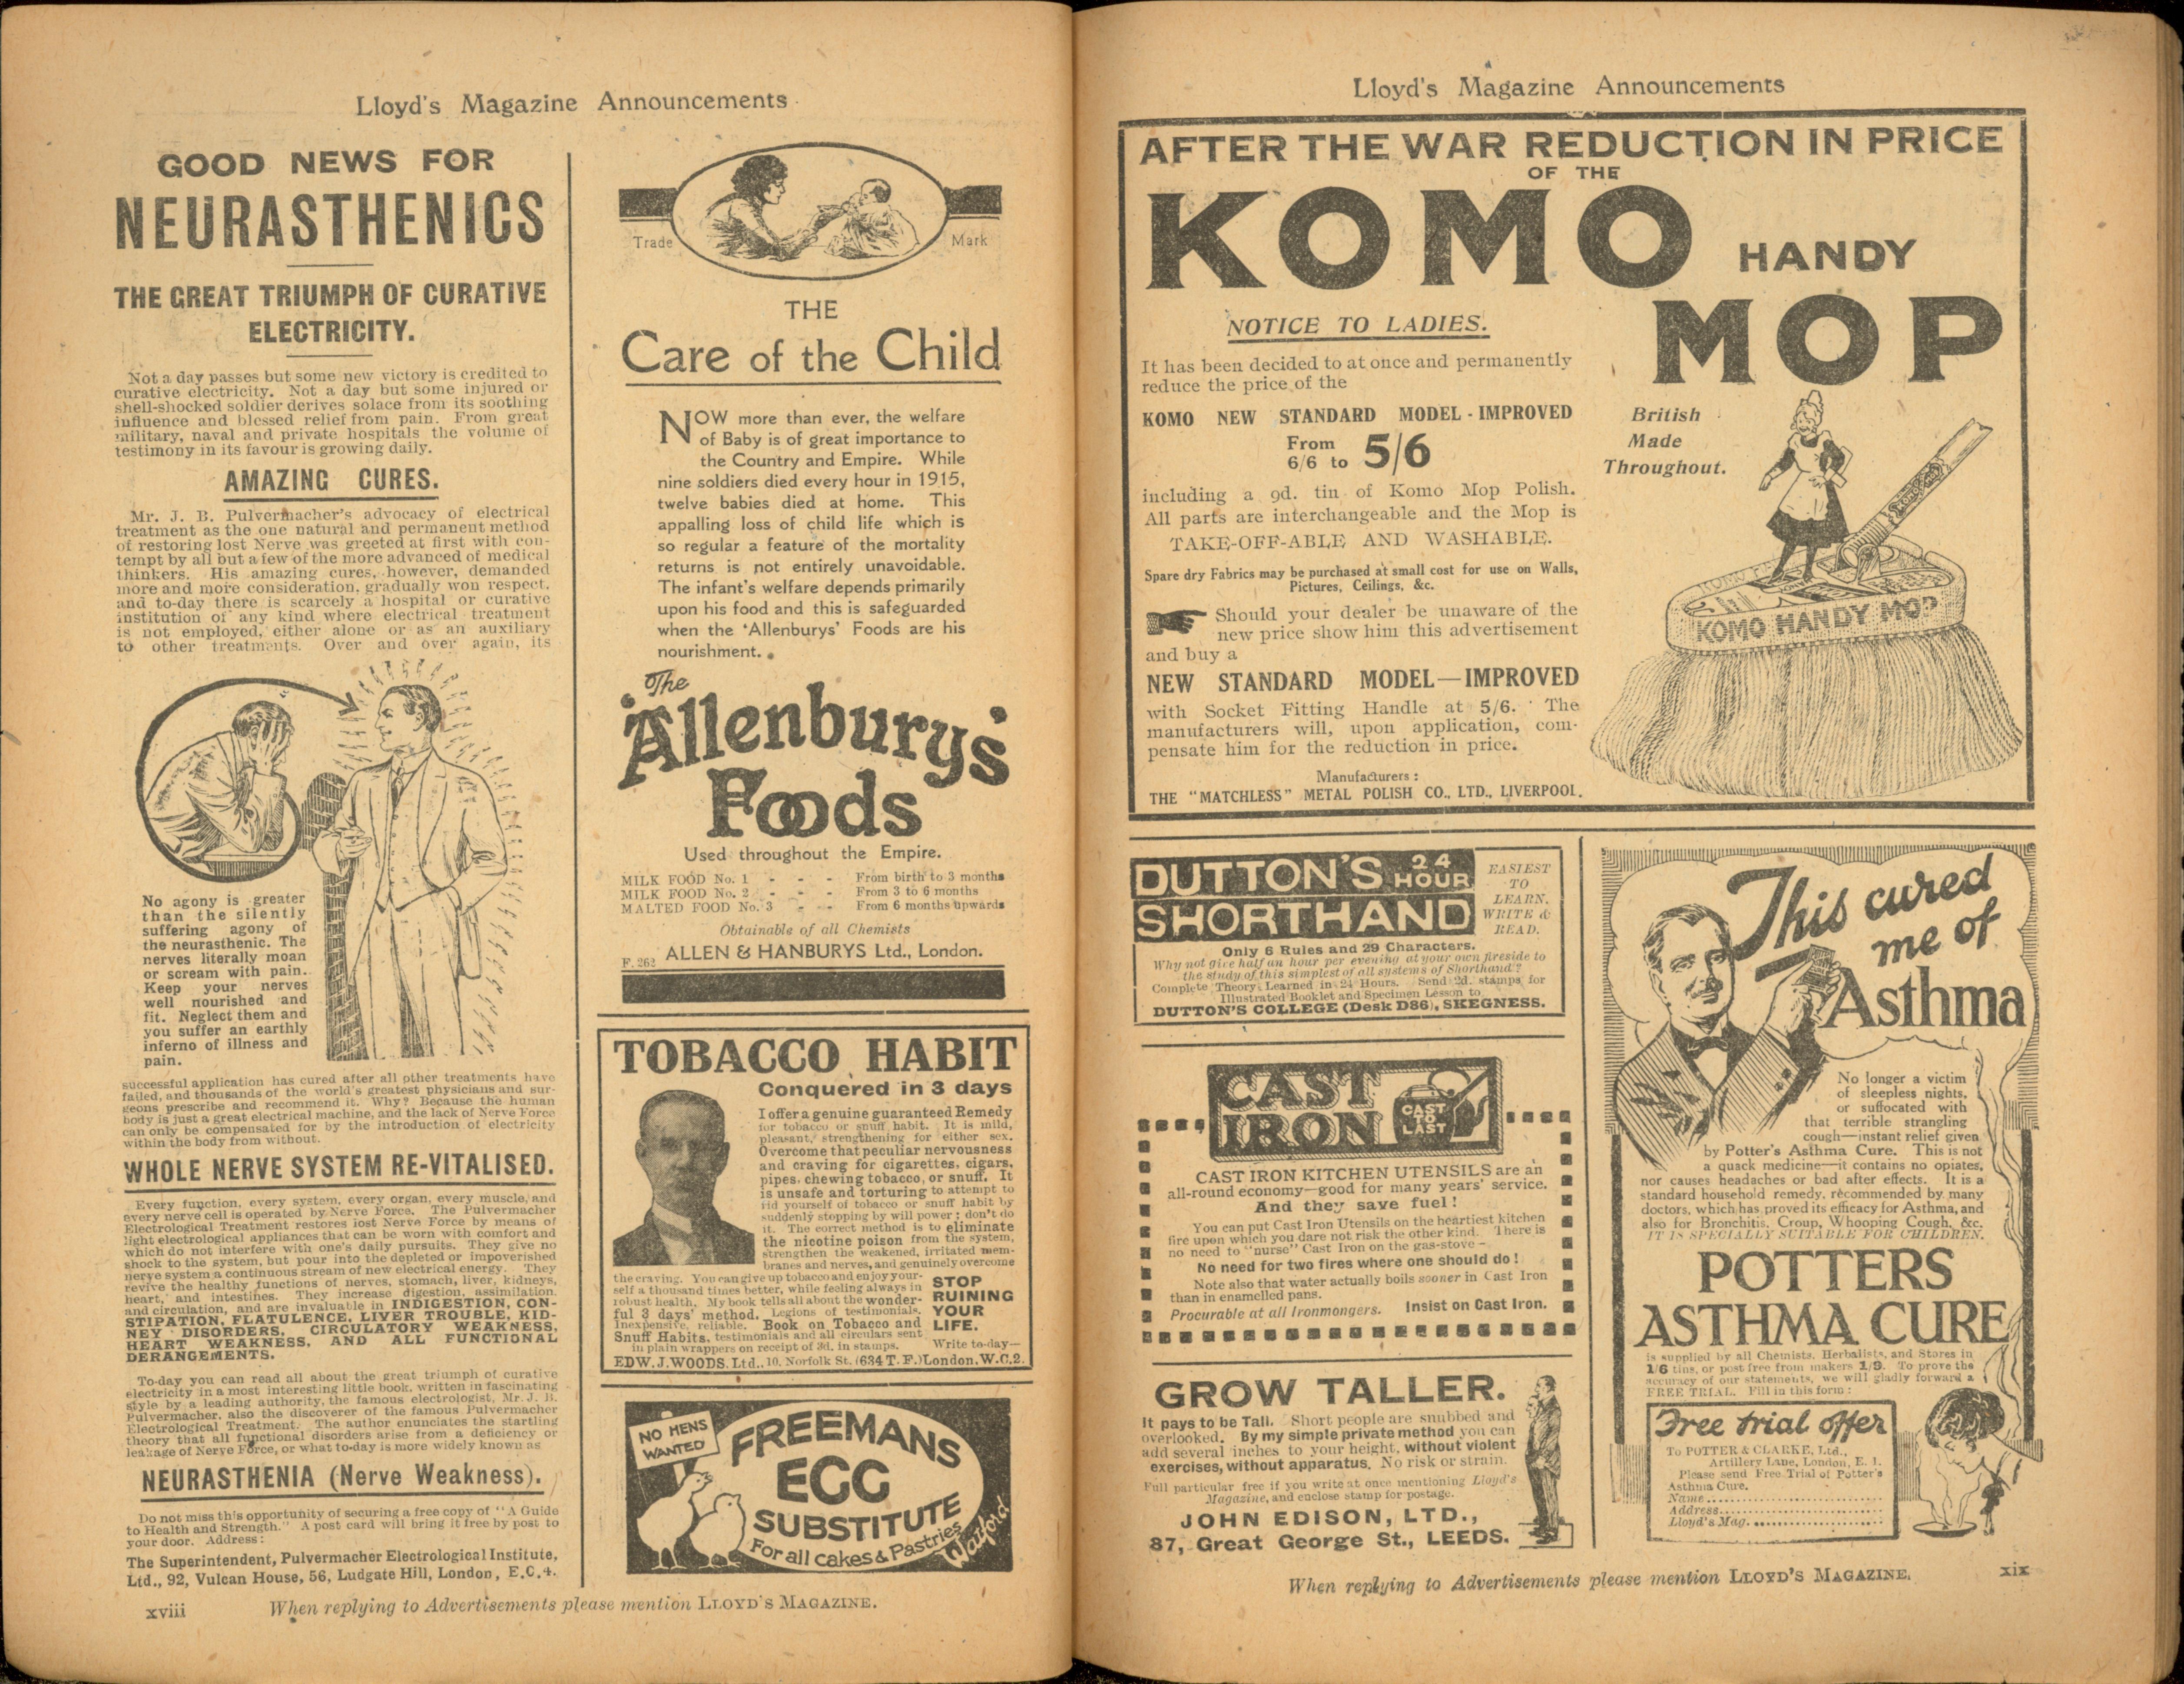 Lloyd's Magazine Announcements
GOOD NEWS FOR
NEURASTHENICS
THE GREAT TRIUMPH OF CURATIVE
ELECTRICITY.
Not a day passes but some new victory is credited to
curative electricity. Not a day but some injured or
shell-shocked soldier derives solace from its soothing
influence and blessed relief from pain. From great
military, naval and private hospitals the volume of
testimony in its favour is growing daily.
AMAZING CURES.
Mr. J. B. Pulvermacher's advocacy of electrical
treatment as the one natural and permanent method
of restoring lost Nerve was greeted at first with con-
tempt by all but a few of the more advanced of medical
thinkers. His amazing cures, however, demanded
more and more consideration, gradually won respect,
and to-day there is scarcely a hospital or curative
institution of any kind where electrical treatment
is not employed, either alone or as an auxiliary
to other treatments. Over and over again, its
No agony is greater
than the silently
suffering agony of
the neurasthenic. The
nerves literally moan
or scream with pain.
Keep your nerves
well nourished and
fit. Neglect them and
you suffer an earthly
inferno of illness and
pain.
successful application has cured after all other treatments have
failed, and thousands of the world's greatest physicians and sur-
geons prescribe and recommend it. Why? Because the human
body is just a great electrical machine, and the lack of Nerve Force
can only be compensated for by the introduction of electricity
within the body from without.
WHOLE NERVE SYSTEM RE-VITALISED.
Every function, every system, every organ, every muscle, and
every nerve cell is operated by Nerve Force. The Pulvermacher
Electrological Treatment restores lost Nerve Force by means of
light electrological appliances that can be worn with comfort and
which do not interfere with one's daily pursuits. They give no
shock to the system, but pour into the depleted or impoverished
nerve system a continuous stream of new electrical energy. They
revive the healthy functions of nerves, stomach, liver, kidneys,
heart, and intestines. They increase digestion, assimilation,
and circulation, and are invaluable in INDIGESTION, CON-
STIPATION, FLATULENCE, LIVER TROUBLE, KID-
NEY DISORDERS, CIRCULATORY WEAKNESS,
HEART WEAKNESS, AND ALL FUNCTIONAL
DERANGEMENTS.
To-day you can read all about the great triumph of curative
electricity in a most interesting little book, written in fascinating
style by a leading authority, the famous electrologist, Mr. J. B.
Pulvermacher, also the discoverer of the famous Pulvermacher
Electrological Treatment. The author enunciates the startling
theory that all functional disorders arise from a deficiency or
leakage of Nerve Force, or what to-day is more widely known as
NEURASTHENIA (Nerve Weakness).
Do not miss this opportunity of securing a free copy of "A Guide
to Health and Strength." A post card will bring it free by post to
your door. Address:
The Superintendent, Pulvermacher Electrological Institute,
Ltd., 92, Vulcan House, 56, Ludgate Hill, London, E.C.4.
Trade Mark
THE
Care of the Child
NOW more than ever, the welfare
of Baby is of great importance to
the Country and Empire. While
nine soldiers died every hour in 1915,
twelve babies died at home. This
appalling loss of child life which is
so regular a feature of the mortality
returns is not entirely unavoidable.
The infant's welfare depends primarily
upon his food and this is safeguarded
when the 'Allenburys' Foods are his
nourishment.
The
'Allenburys'
Foods
Used throughout the Empire.
MILK FOOD No. 1 - - - From birth to 3 months
MILK FOOD No. 2 - - - From 3 to 6 months
MALTED FOOD No. 3 - - From 6 months upwards
Obtainable of all Chemists
F. 262 ALLEN & HANBURYS Ltd., London.
TOBACCO HABIT
Conquered in 3 days
I offer a genuine guaranteed Remedy
for tobacco or snuff habit. It is mild,
pleasant, strengthening for either sex.
Overcome that peculiar nervousness
and craving for cigarettes, cigars,
pipes, chewing tobacco, or snuff. It
is unsafe and torturing to attempt to
rid yourself of tobacco or snuff habit by
suddenly stopping by will power; don't do
it. The correct method is to eliminate
the nicotine poison from the system,
strengthen the weakened, irritated mem-
branes and nerves, and genuinely overcome
the craving. You can give up tobacco and enjoy your-
self a thousand times better, while feeling always in
robust health. My book tells all about the wonder-
ful 3 days' method. Legions of testimonials.
Inexpensive, reliable. Book on Tobacco and
Snuff Habits, testimonials and all circulars sent
in plain wrappers on receipt of 3d. in stamps.
STOP
RUINING
YOUR
LIFE.
Write to-day—
EDW. J. WOODS, Ltd., 10, Norfolk St. (634 T. F.) London, W.C.2.
NO HENS
WANTED
FREEMANS
EGG
SUBSTITUTE
For all cakes & Pastries
Watford
xviii When replying to Advertisements please mention LLOYD'S MAGAZINE.
Lloyd's Magazine Announcements
AFTER THE WAR REDUCTION IN PRICE
OF THE
KOMO HANDY
MOP
NOTICE TO LADIES.
It has been decided to at once and permanently
reduce the price of the
KOMO NEW STANDARD MODEL - IMPROVED
From
6/6 to 5/6
including a 9d. tin of Komo Mop Polish.
All parts are interchangeable and the Mop is
TAKE-OFF-ABLE AND WASHABLE.
Spare dry Fabrics may be purchased at small cost for use on Walls,
Pictures, Ceilings, &c.
Should your dealer be unaware of the
new price show him this advertisement
and buy a
NEW STANDARD MODEL—IMPROVED
with Socket Fitting Handle at 5/6. The
manufacturers will, upon application, com-
pensate him for the reduction in price.
Manufacturers:
THE "MATCHLESS" METAL POLISH CO., LTD., LIVERPOOL.
British
Made
Throughout.
KOMO
KOMO HANDY MOP
DUTTON'S 24
HOUR
SHORTHAND
EASIEST
TO
LEARN,
WRITE &
READ.
Only 6 Rules and 29 Characters.
Why not give half an hour per evening at your own fireside to
the study of this simplest of all systems of Shorthand?
Complete Theory Learned in 24 Hours. Send 2d. stamps for
Illustrated Booklet and Specimen Lesson to
DUTTON'S COLLEGE (Desk D86), SKEGNESS.
CAST
IRON
CAST
TO
LAST
CAST IRON KITCHEN UTENSILS are an
all-round economy—good for many years' service.
And they save fuel!
You can put Cast Iron Utensils on the heartiest kitchen
fire upon which you dare not risk the other kind. There is
no need to "nurse" Cast Iron on the gas-stove—
No need for two fires where one should do!
Note also that water actually boils sooner in Cast Iron
than in enamelled pans.
Procurable at all Ironmongers. Insist on Cast Iron.
GROW TALLER.
It pays to be Tall. Short people are snubbed and
overlooked. By my simple private method you can
add several inches to your height, without violent
exercises, without apparatus. No risk or strain.
Full particular free if you write at once mentioning Lloyd's
Magazine, and enclose stamp for postage.
JOHN EDISON, LTD.,
87, Great George St., LEEDS.
This cured
me of
Asthma
No longer a victim
of sleepless nights,
or suffocated with
that terrible strangling
cough—instant relief given
by Potter's Asthma Cure. This is not
a quack medicine—it contains no opiates,
nor causes headaches or bad after effects. It is a
standard household remedy, recommended by many
doctors, which has proved its efficacy for Asthma, and
also for Bronchitis, Croup, Whooping Cough, &c.
IT IS SPECIALLY SUITABLE FOR CHILDREN.
POTTERS
ASTHMA CURE
is supplied by all Chemists, Herbalists, and Stores in
1/6 tins, or post free from makers 1/9. To prove the
accuracy of our statements, we will gladly forward a
FREE TRIAL. Fill in this form:
Free trial offer
To POTTER & CLARKE, Ltd.,
Artillery Lane, London, E. 1.
Please send Free Trial of Potter's
Asthma Cure.
Name
Address
Lloyd's Mag.
When replying to Advertisements please mention LLOYD'S MAGAZINE. xix